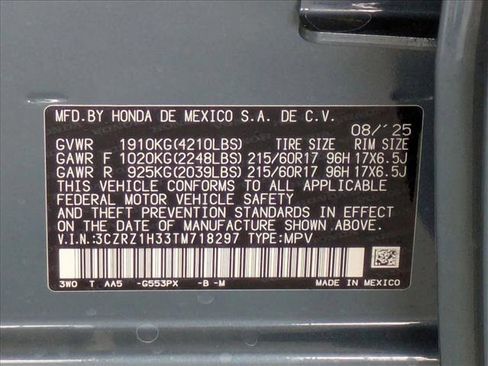 MFD.BY HONDA DE MEXICO S.A. DE C.V.
08/'25
GVWR 1910KG(4210LBS) TIRE SIZE RIM SIZE
GAWR F 1020KG(2248LBS) 215/60R17 96H 17X6.5J
GAWR R 925KG(2039LBS) 215/60R17 96H 17X6.5J
THIS VEHICLE CONFORMS TO ALL APPLICABLE
FEDERAL MOTOR VEHICLE SAFETY
AND THEFT PREVENTION STANDARDS IN EFFECT
ON THE DATE OF MANUFACTURE SHOWN ABOVE.
V.I.N.:3CZRZ1H33TM718297 TYPE:MPV
3WO T AA5 -G553PX -B -M MADE IN MEXICO